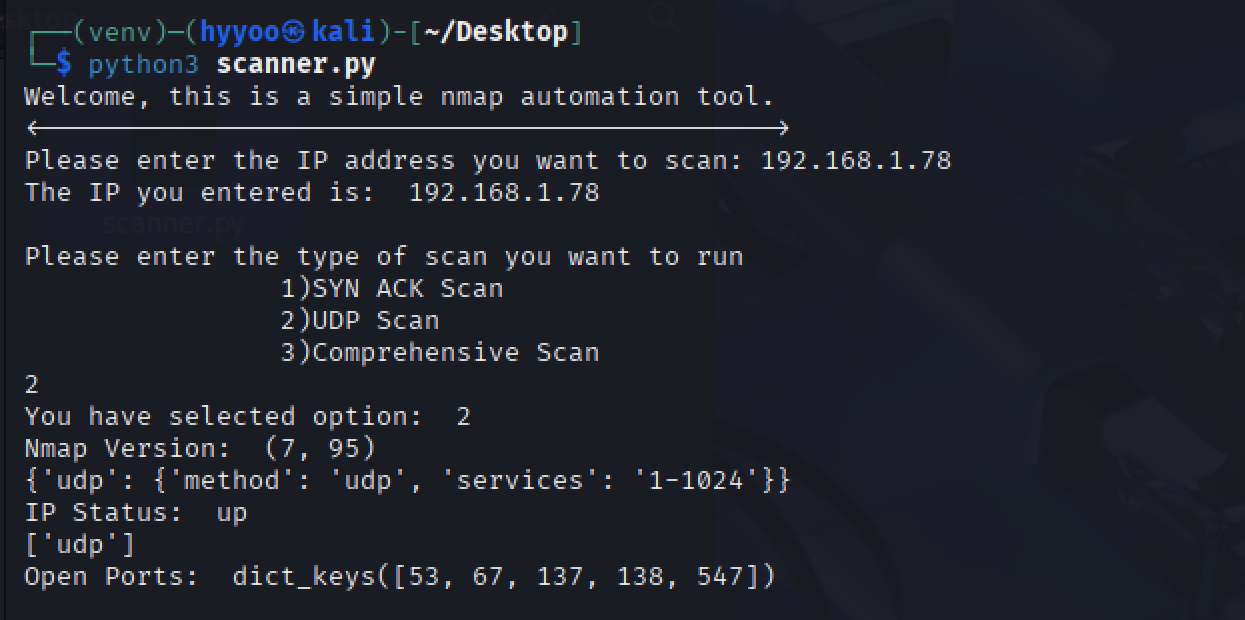 (venv)-(hyyoo㉿kali)-[~/Desktop]
$ python3 scanner.py
Welcome, this is a simple nmap automation tool.
<----------------------------------------------->
Please enter the IP address you want to scan: 192.168.1.78
The IP you entered is:  192.168.1.78
scanner.py
Please enter the type of scan you want to run
                1)SYN ACK Scan
                2)UDP Scan
                3)Comprehensive Scan
2
You have selected option:  2
Nmap Version:  (7, 95)
{'udp': {'method': 'udp', 'services': '1-1024'}}
IP Status:  up
['udp']
Open Ports:  dict_keys([53, 67, 137, 138, 547])